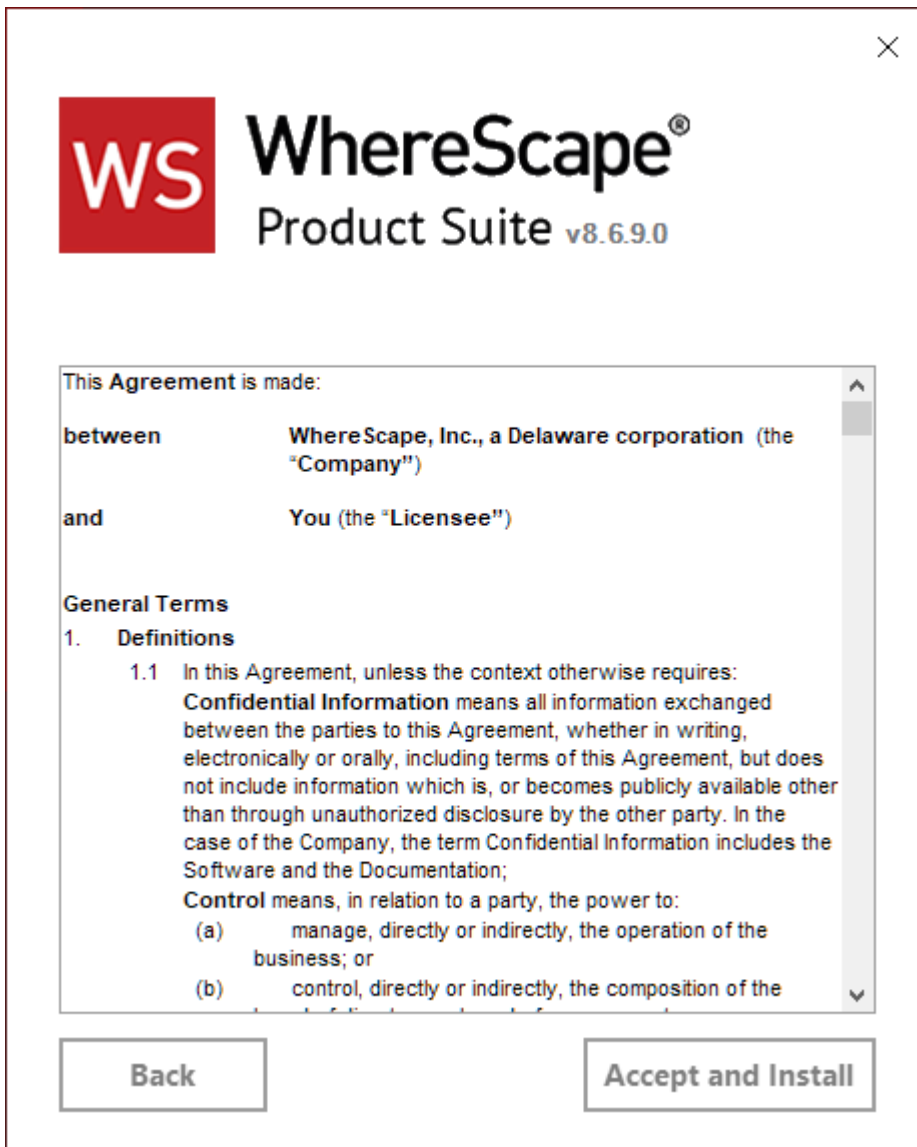 WS
WhereScape®
Product Suite v8.6.9.0
This Agreement is made:
between WhereScape, Inc., a Delaware corporation (the
“Company”)
and You (the “Licensee”)
General Terms
1. Definitions
1.1 In this Agreement, unless the context otherwise requires:
Confidential Information means all information exchanged
between the parties to this Agreement, whether in writing,
electronically or orally, including terms of this Agreement, but does
not include information which is, or becomes publicly available other
than through unauthorized disclosure by the other party. In the
case of the Company, the term Confidential Information includes the
Software and the Documentation;
Control means, in relation to a party, the power to:
(a) manage, directly or indirectly, the operation of the
business; or
(b) control, directly or indirectly, the composition of the
Back
Accept and Install